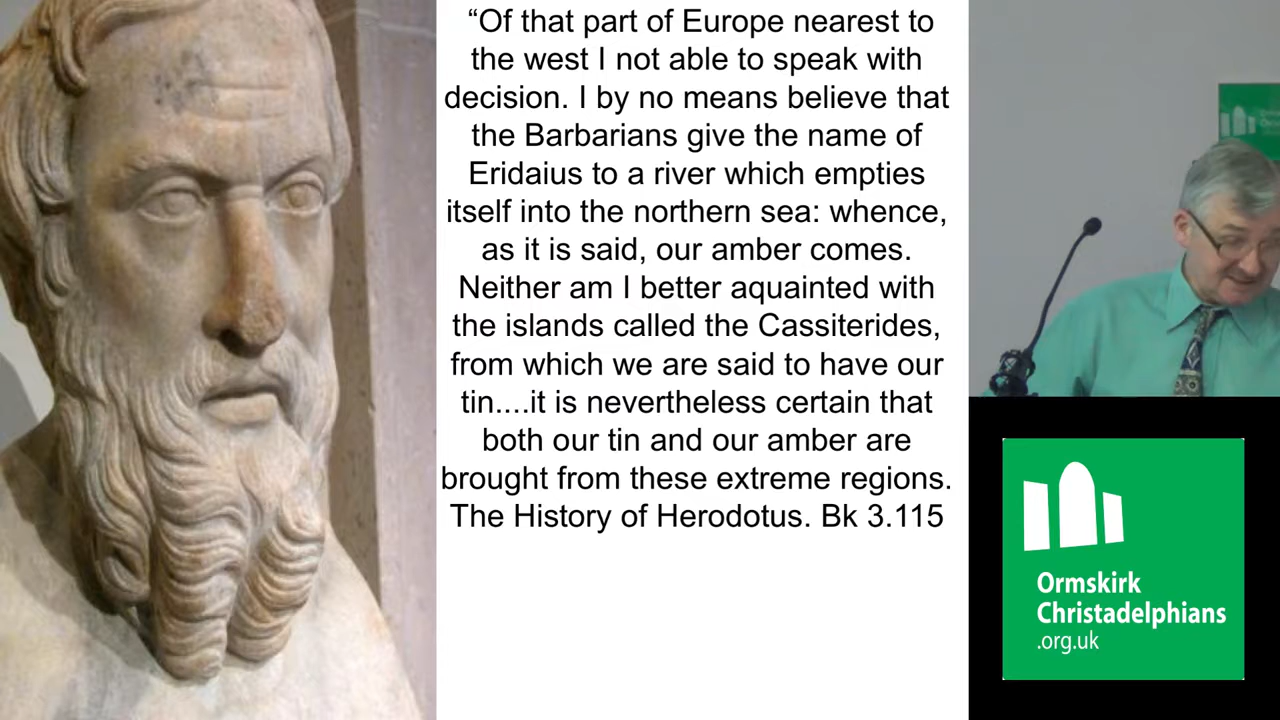 “Of that part of Europe nearest to
the west I not able to speak with
decision. I by no means believe that
the Barbarians give the name of
Eridaius to a river which empties
itself into the northern sea: whence,
as it is said, our amber comes.
Neither am I better aquainted with
the islands called the Cassiterides,
from which we are said to have our
tin....it is nevertheless certain that
both our tin and our amber are
brought from these extreme regions.
The History of Herodotus. Bk 3.115
Ormskirk
Christadelphians
.org.uk